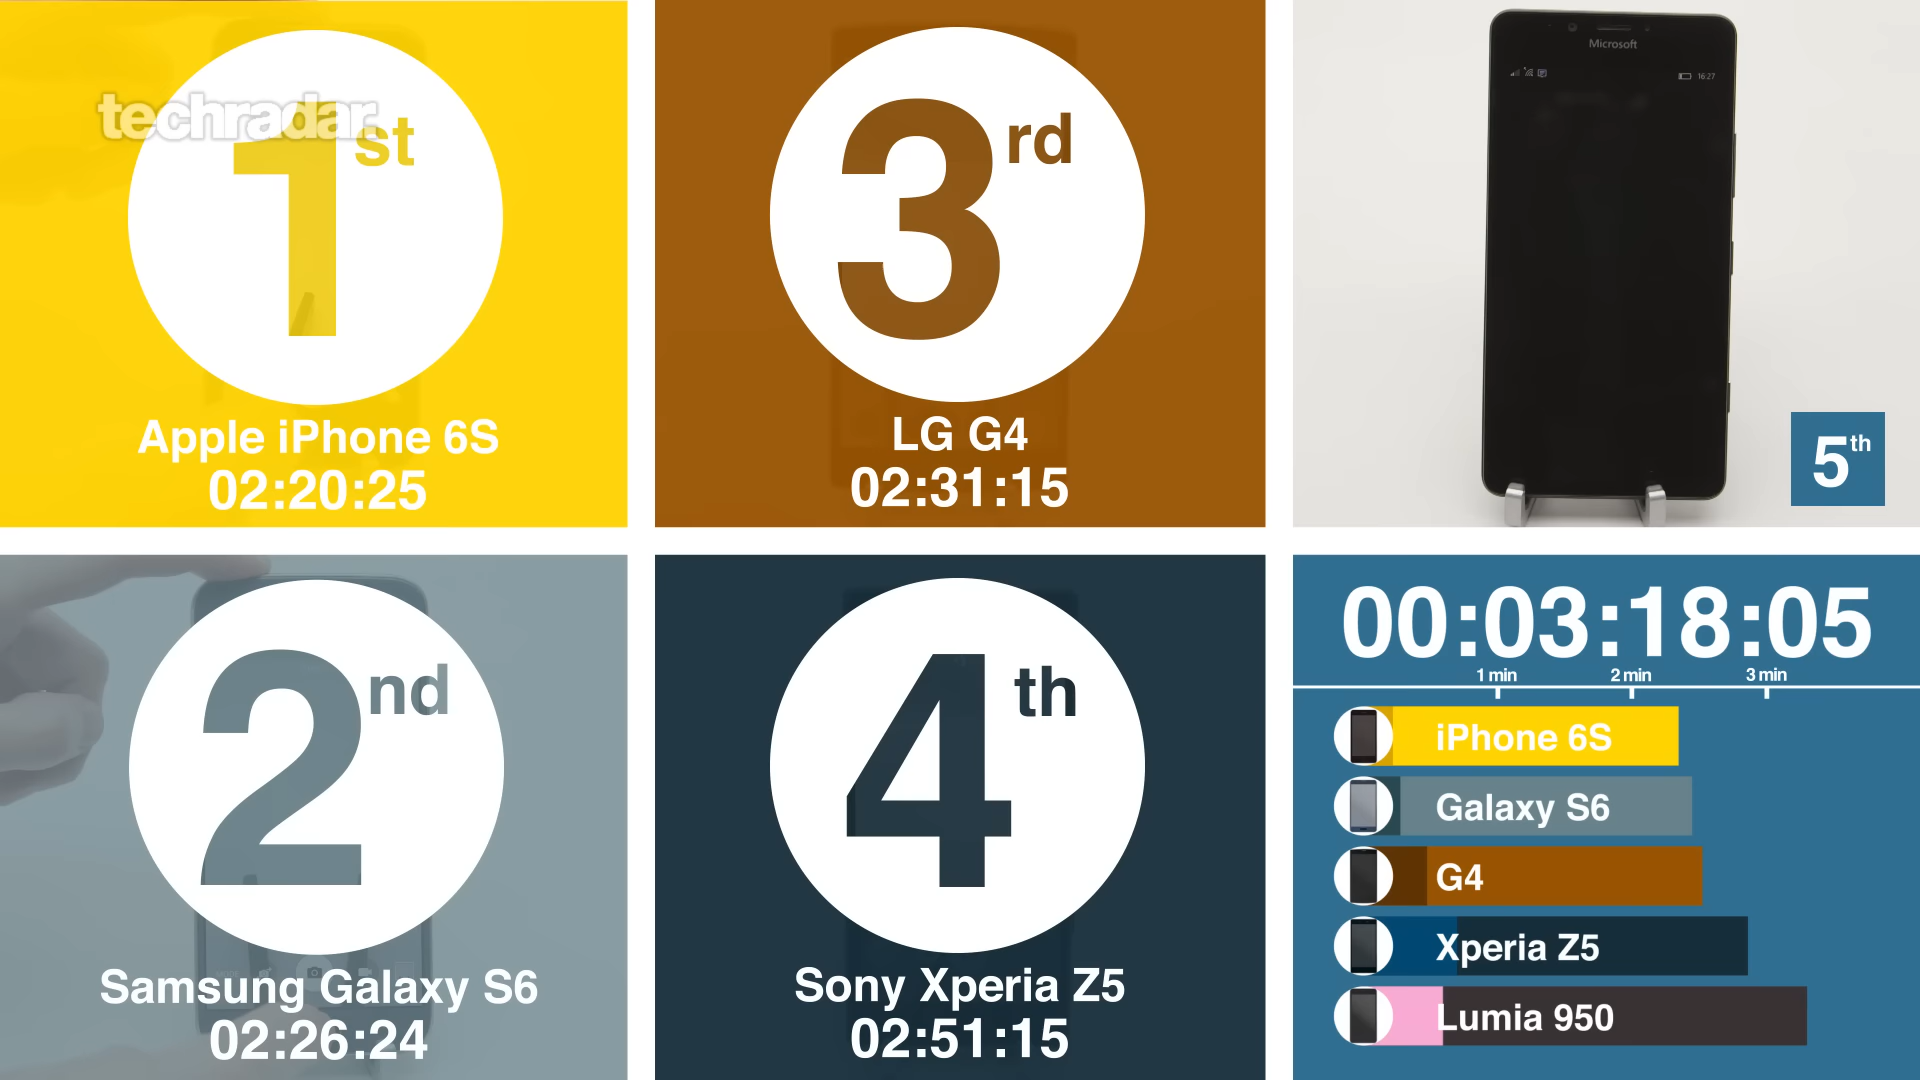 techradar
1st
Apple iPhone 6S
02:20:25
3rd
LG G4
02:31:15
Microsoft
16:27
5th
2nd
Samsung Galaxy S6
02:26:24
4th
Sony Xperia Z5
02:51:15
00:03:18:05
1 min 2 min 3 min
iPhone 6S
Galaxy S6
G4
Xperia Z5
Lumia 950